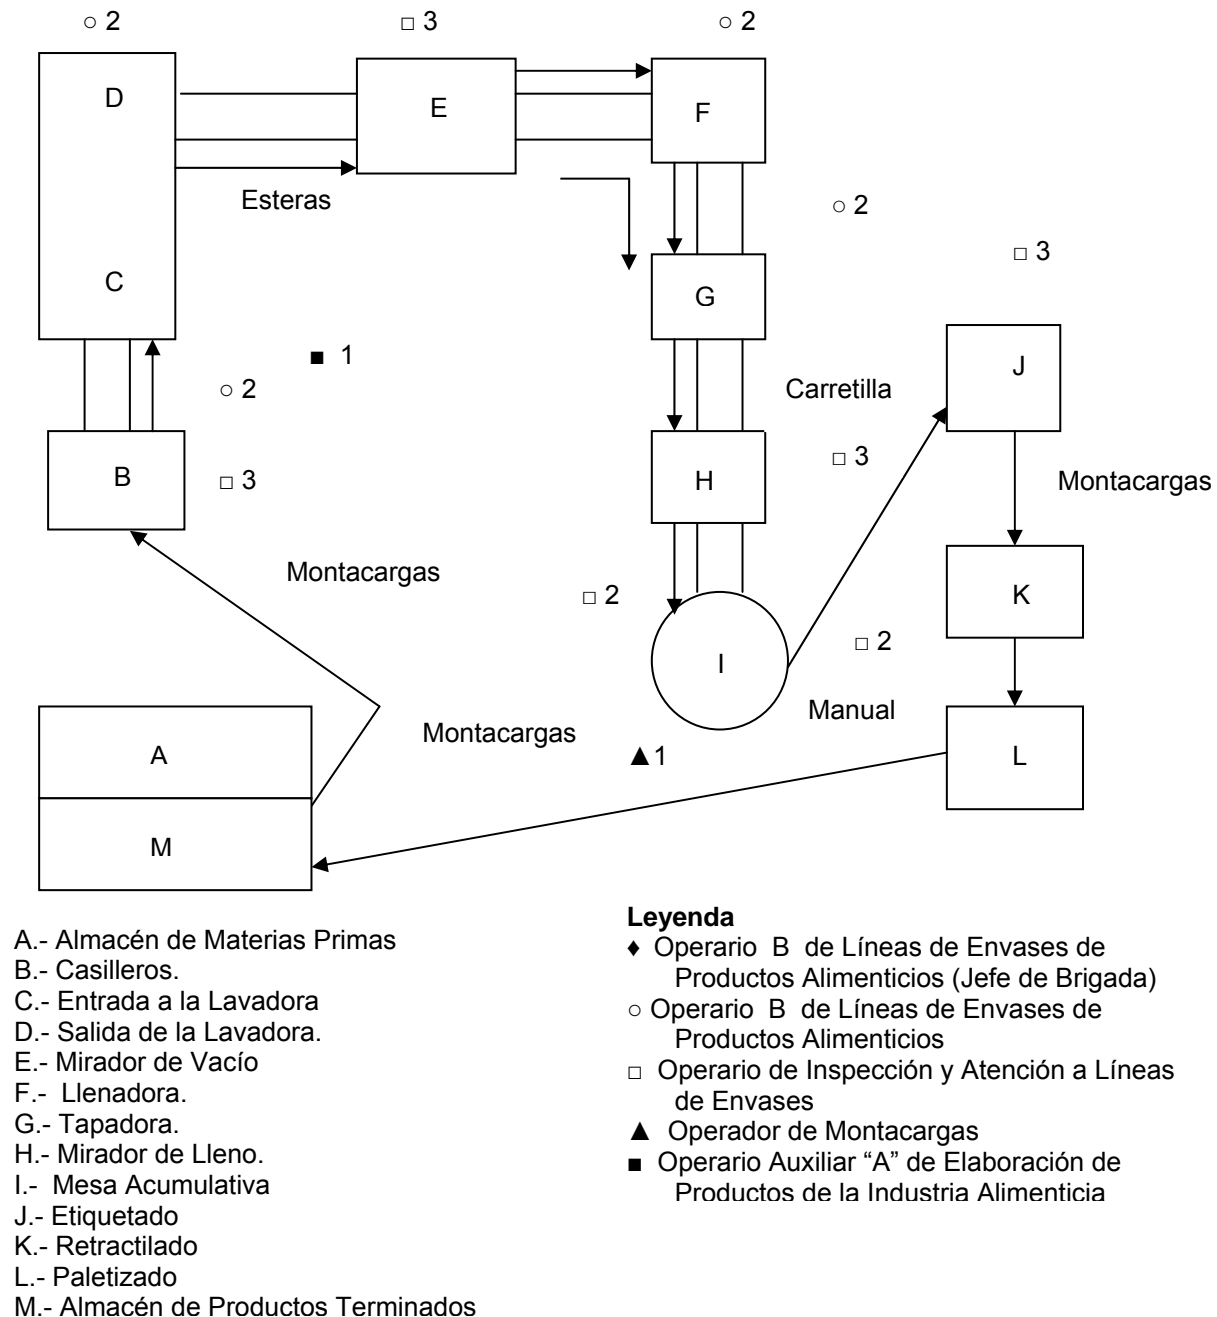 ○ 2
□ 3
○ 2
D
E
F
Esteras
○ 2
□ 3
C
G
■ 1
J
○ 2
Carretilla
B
□ 3
H
□ 3
Montacargas
Montacargas
□ 2
K
I
□ 2
Manual
Montacargas
A
▲1
L
M
A.- Almacén de Materias Primas
B.- Casilleros.
C.- Entrada a la Lavadora
D.- Salida de la Lavadora.
E.- Mirador de Vacío
F.- Llenadora.
G.- Tapadora.
H.- Mirador de Lleno.
I.- Mesa Acumulativa
J.- Etiquetado
K.- Retractilado
L.- Paletizado
M.- Almacén de Productos Terminados
Leyenda
♦ Operario B de Líneas de Envases de
Productos Alimenticios (Jefe de Brigada)
○ Operario B de Líneas de Envases de
Productos Alimenticios
□ Operario de Inspección y Atención a Líneas
de Envases
▲ Operador de Montacargas
■ Operario Auxiliar “A” de Elaboración de
Productos de la Industria Alimenticia